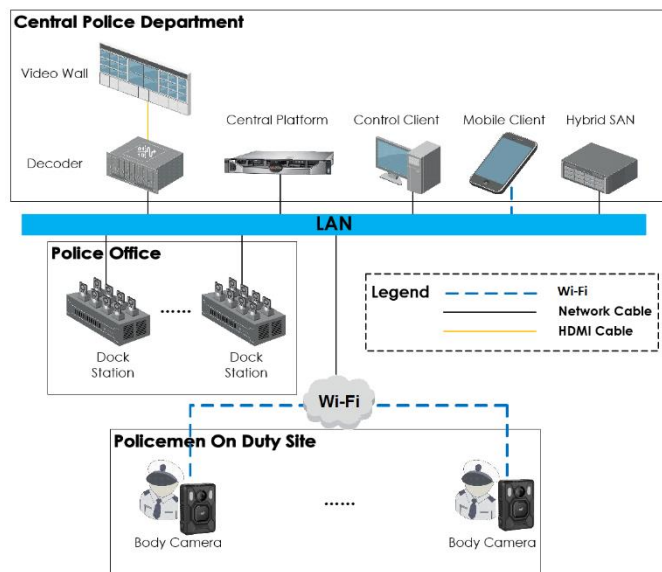 Central Police Department
Video Wall
Central Platform
Control Client
Mobile Client
Hybrid SAN
Decoder
LAN
Police Office
......
Dock
Station
Dock
Station
Legend
Wi-Fi
Network Cable
HDMI Cable
Wi-Fi
Policemen On Duty Site
......
Body Camera
Body Camera